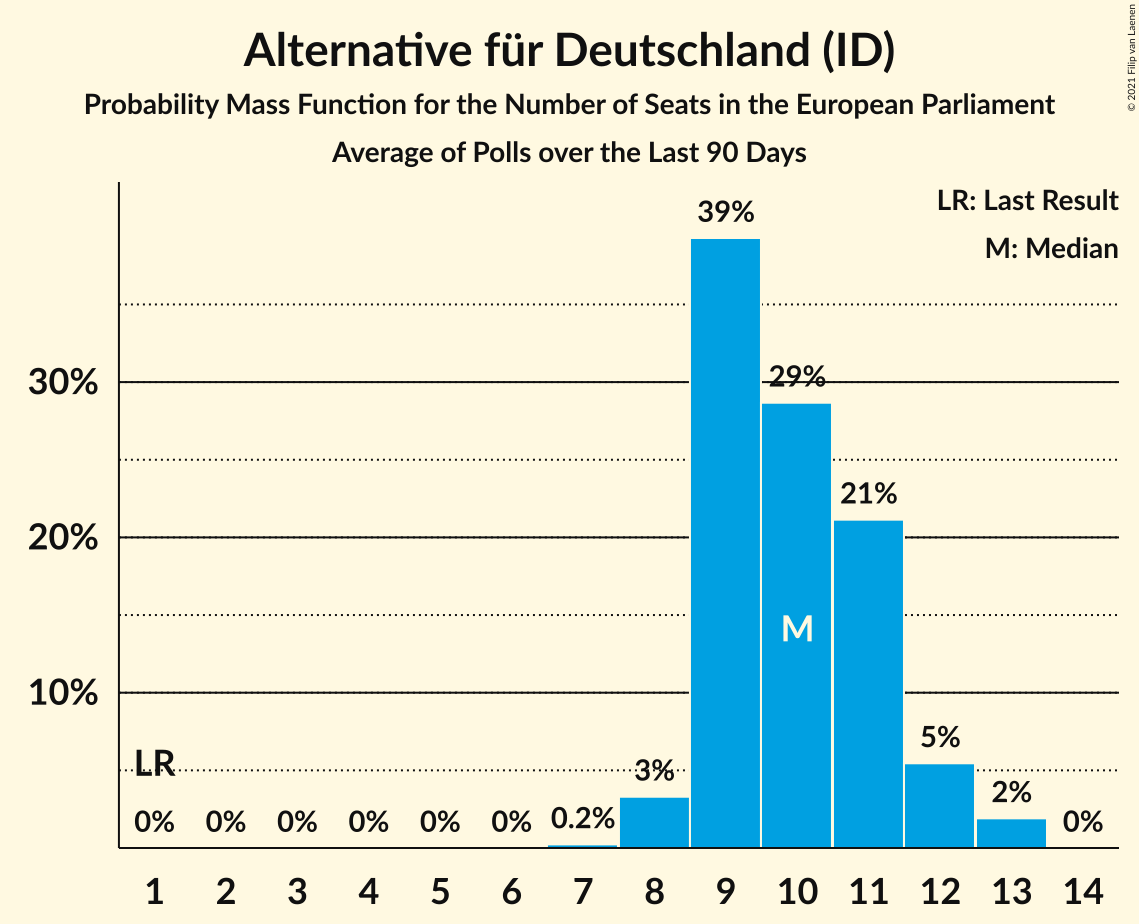 Alternative für Deutschland (ID)
Probability Mass Function for the Number of Seats in the European Parliament
Average of Polls over the Last 90 Days
© 2021 Filip van Laenen
LR: Last Result
M: Median
39%
30%
29%
21%
20%
M
10%
LR
5%
3%
2%
0% 0% 0% 0% 0% 0% 0.2% 0%
1 2 3 4 5 6 7 8 9 10 11 12 13 14